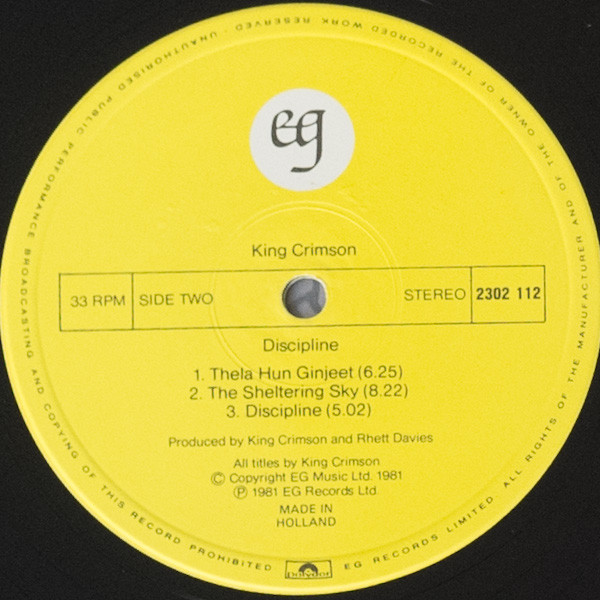 eg
King Crimson
33 RPM
SIDE TWO
STEREO
2302 112
Discipline
1. Thela Hun Ginjeet (6.25)
2. The Sheltering Sky (8.22)
3. Discipline (5.02)
Produced by King Crimson and Rhett Davies
All titles by King Crimson
© Copyright EG Music Ltd. 1981
℗ 1981 EG Records Ltd.
MADE IN
HOLLAND
polydor
EG RECORDS LIMITED. ALL RIGHTS OF THE MANUFACTURER AND OF THE OWNER OF THE RECORDED WORK RESERVED · UNAUTHORISED PUBLIC PERFORMANCE BROADCASTING AND COPYING OF THIS RECORD PROHIBITED